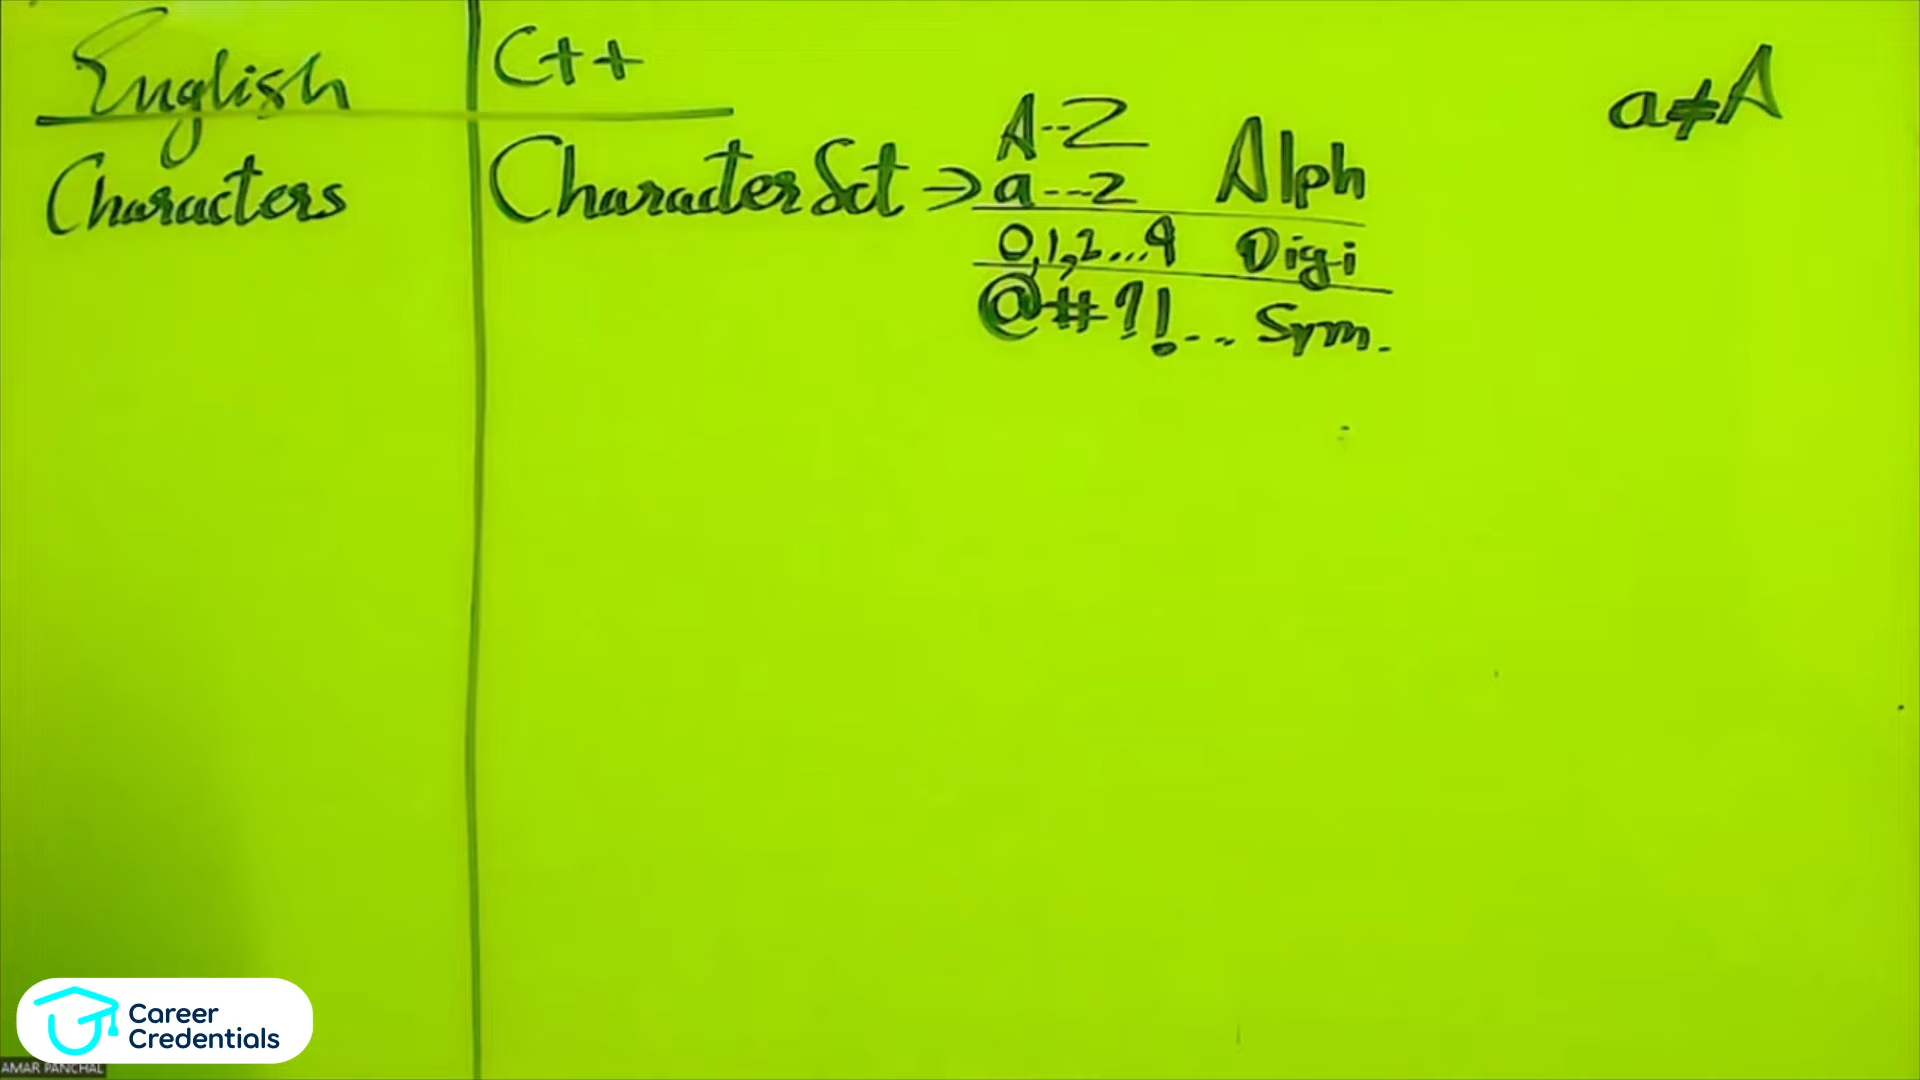 English
C++
Characters
Character Set ⇒
A--Z
a---z
Alph
0,1,2...9 Digi
@#?!... Sym.
a≠A
Career
Credentials
AMAR PANCHAL